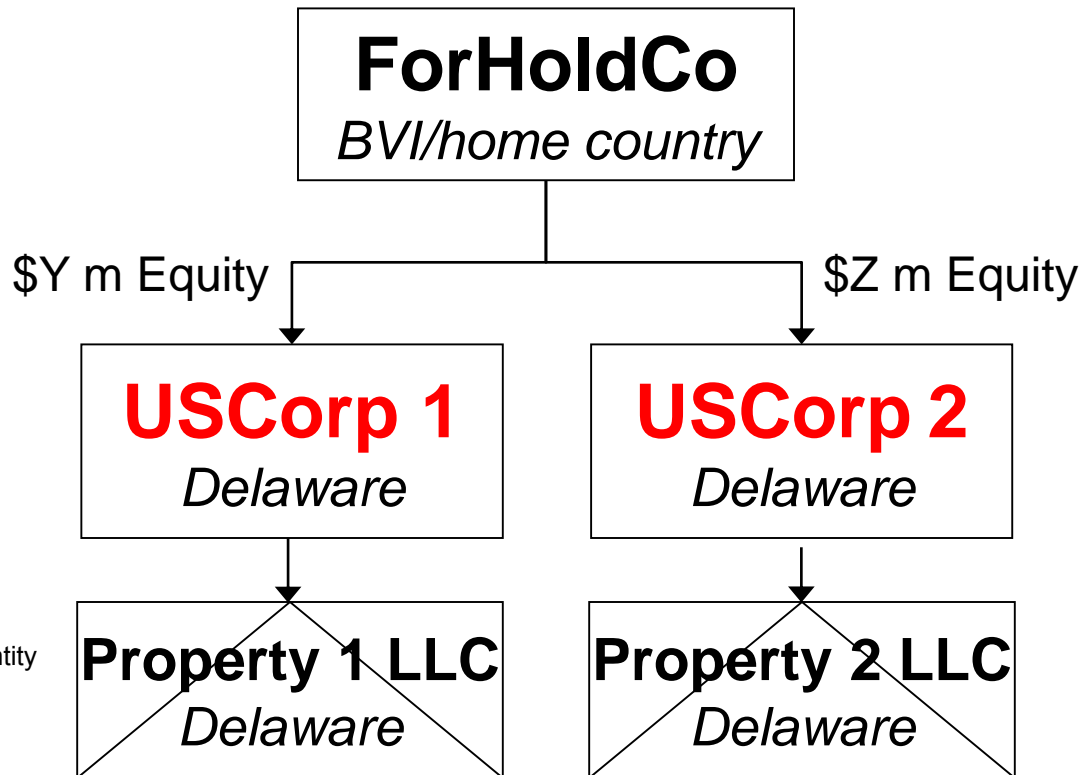 ForHoldCo
BVI/home country
$Y m Equity
$Z m Equity
USCorp 1
Delaware
USCorp 2
Delaware
Property 1 LLC
Delaware
Property 2 LLC
Delaware